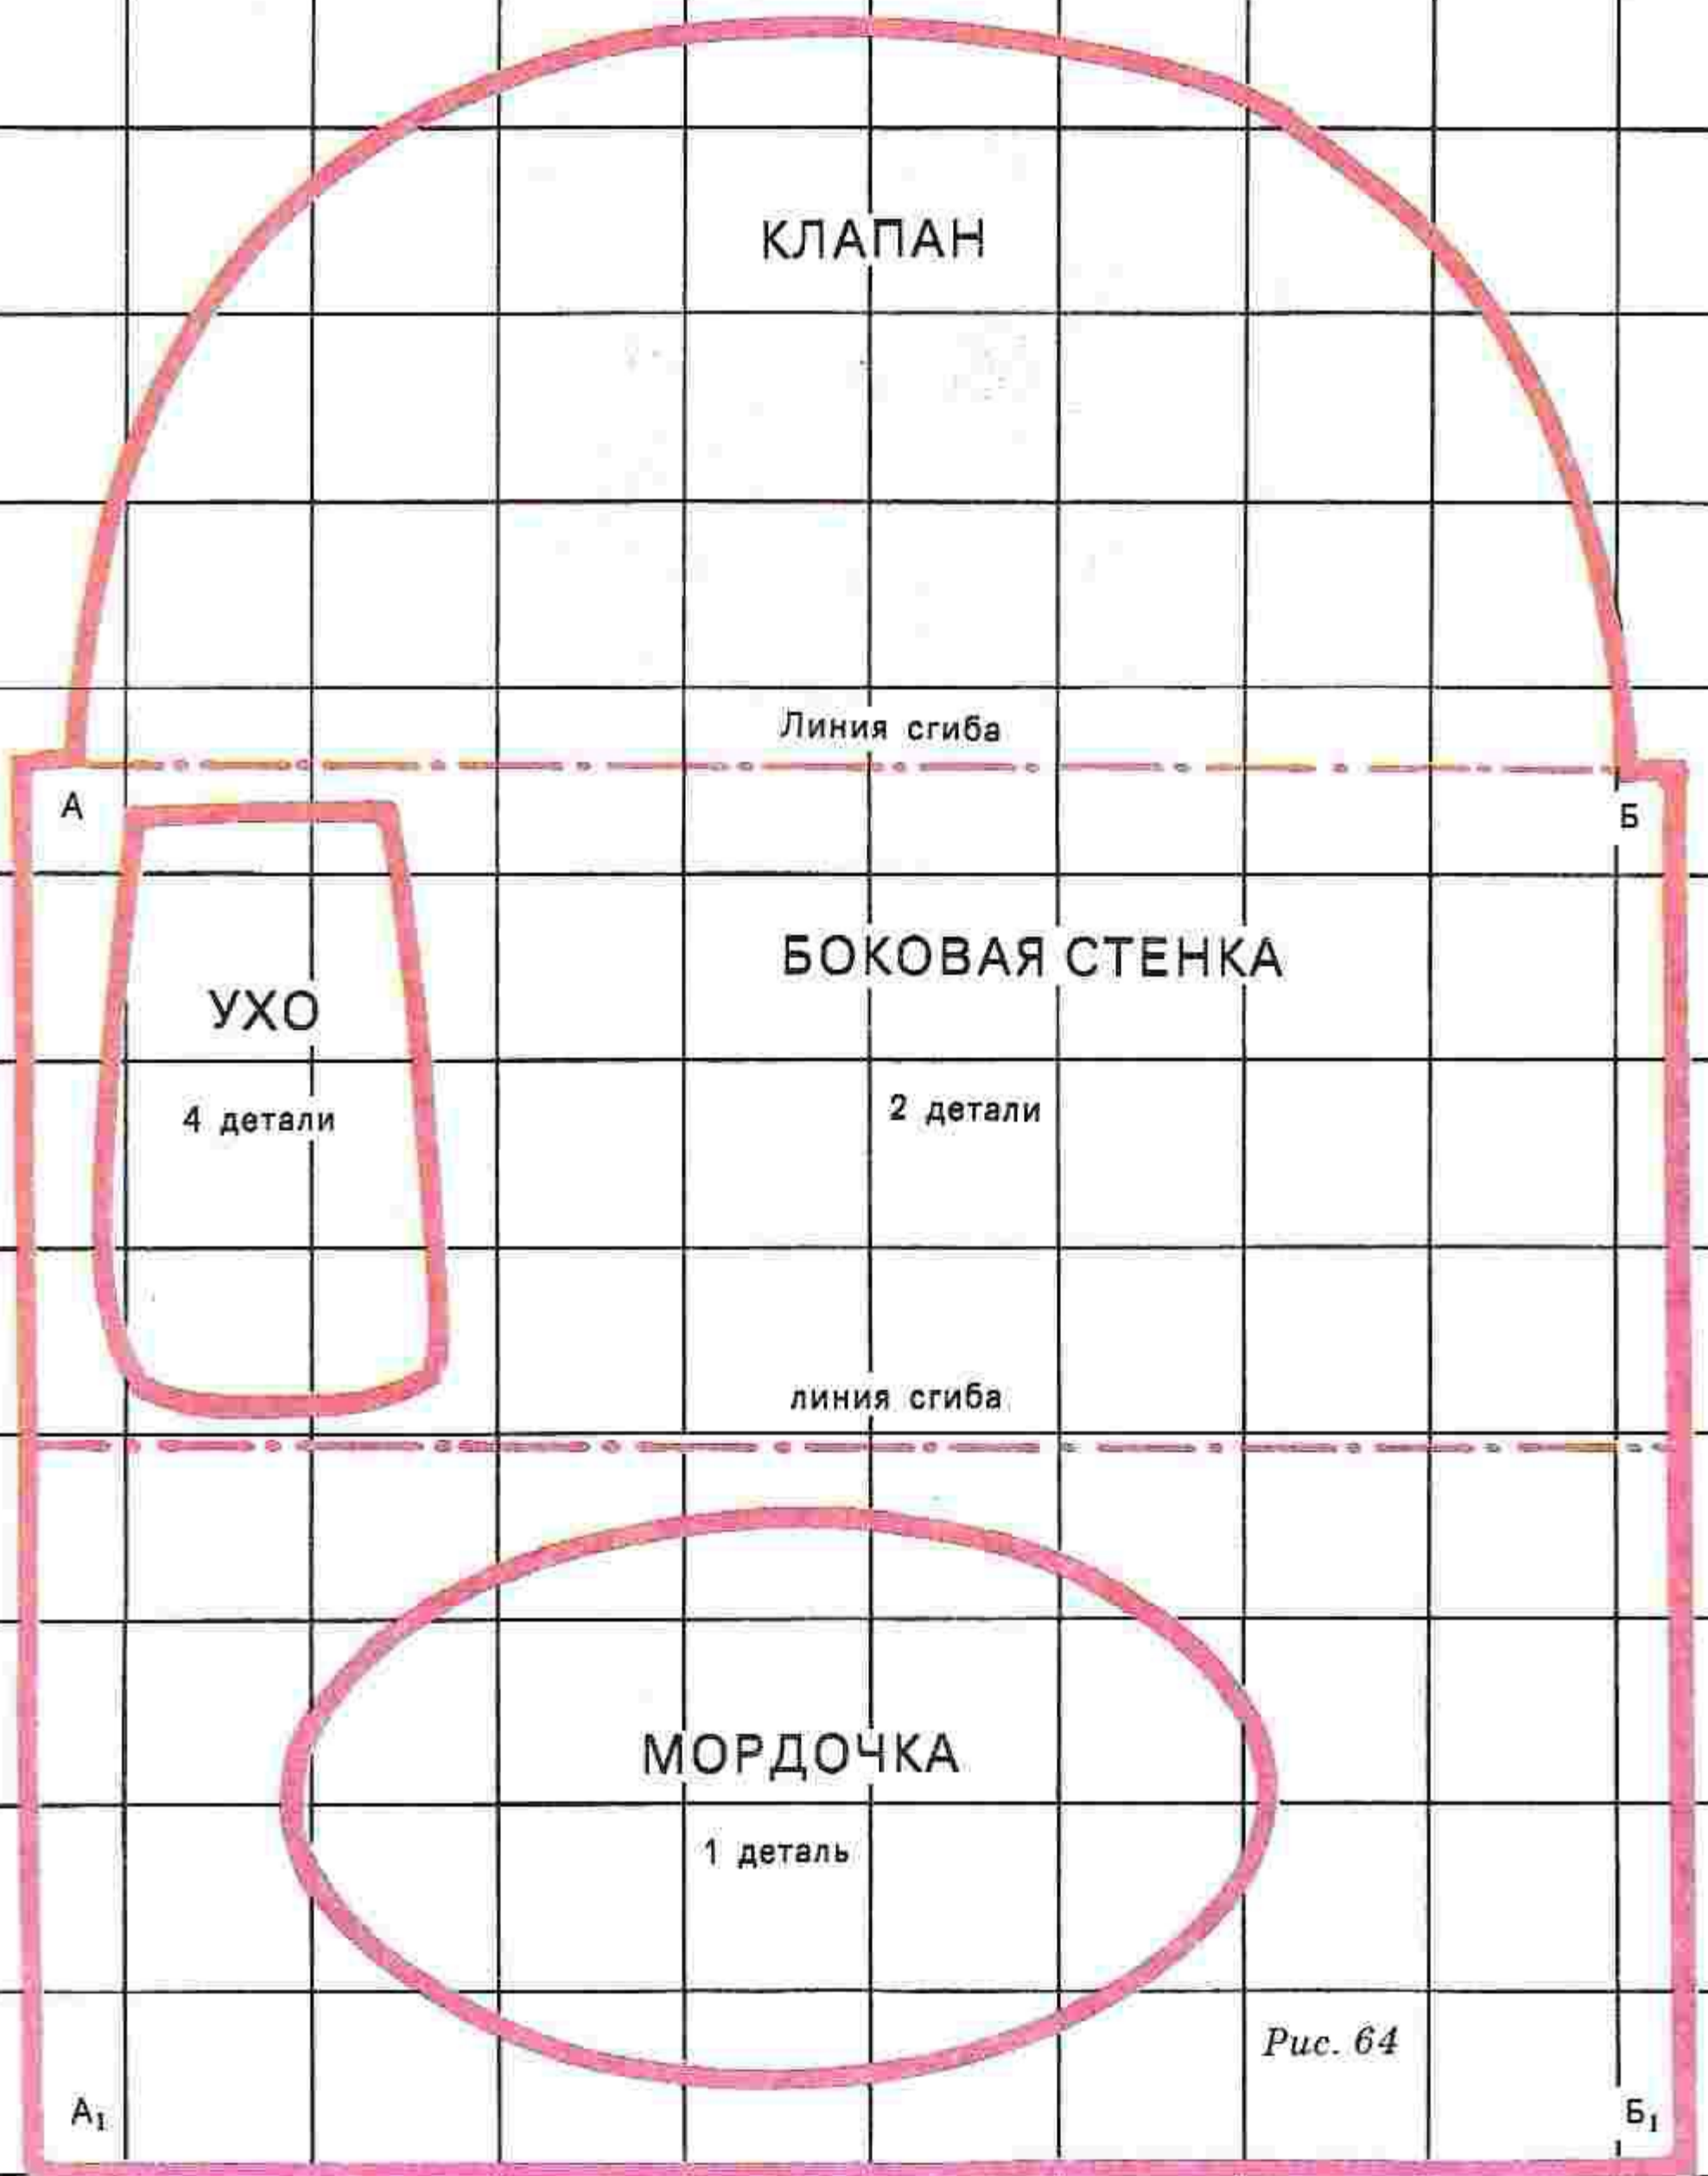 КЛАПАН
Линия сгиба
А
Б
БОКОВАЯ СТЕНКА
УХО
2 детали
4 детали
линия сгиба
МОРДОЧКА
1 деталь
Рис. 64
А₁
Б₁